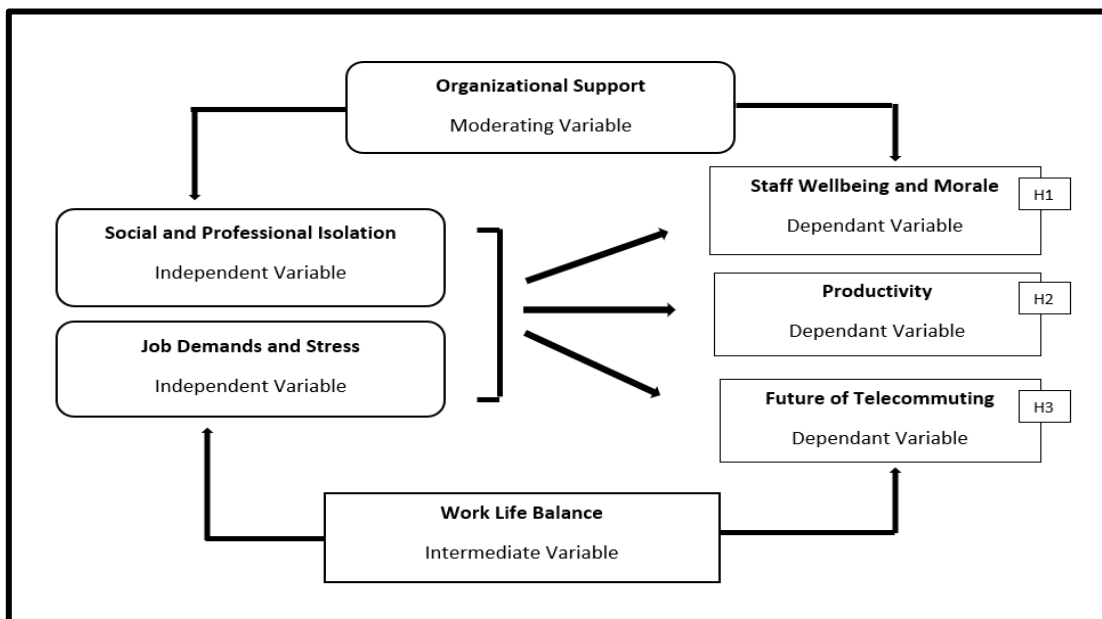 Organizational Support
Moderating Variable
Social and Professional Isolation
Independent Variable
Job Demands and Stress
Independent Variable
Staff Wellbeing and Morale
Dependant Variable
H1
Productivity
Dependant Variable
H2
Future of Telecommuting
Dependant Variable
H3
Work Life Balance
Intermediate Variable